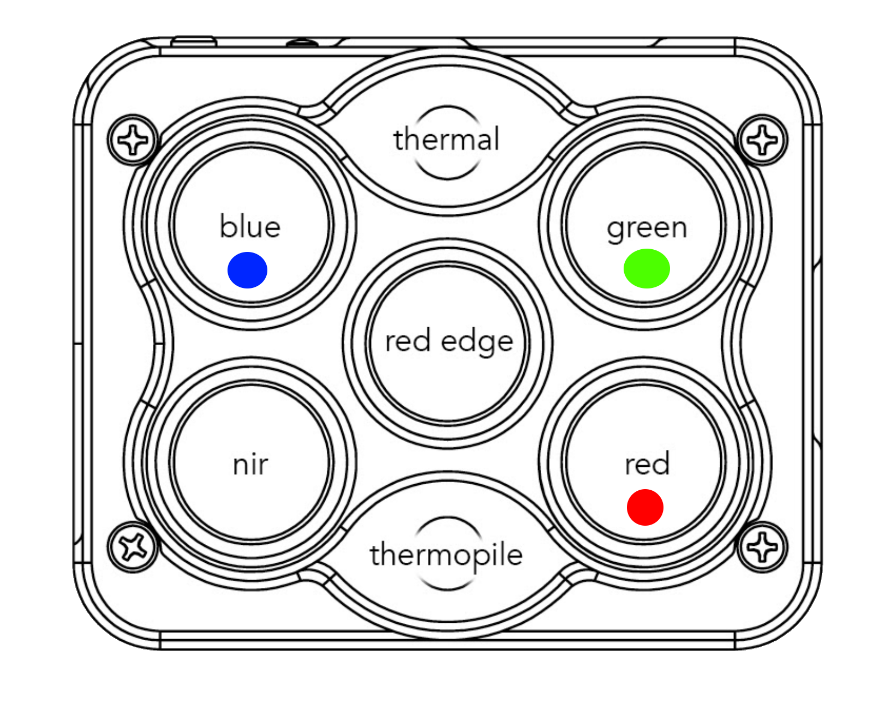 thermal
blue
green
red edge
nir
red
thermopile